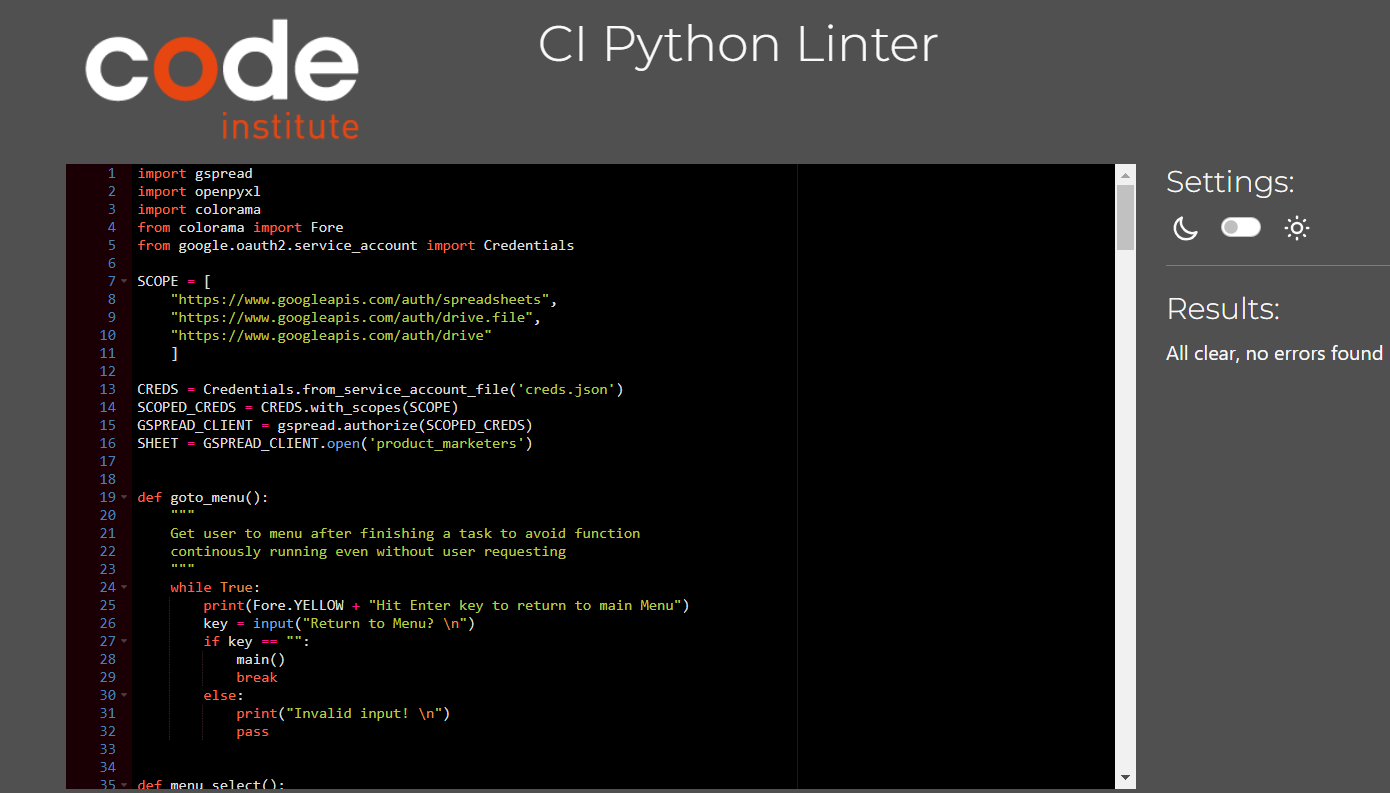 code
institute
CI Python Linter
1 import gspread
2 import openpyxl
3 import colorama
4 from colorama import Fore
5 from google.oauth2.service_account import Credentials
6
7 SCOPE = [
8     "https://www.googleapis.com/auth/spreadsheets",
9     "https://www.googleapis.com/auth/drive.file",
10     "https://www.googleapis.com/auth/drive"
11     ]
12
13 CREDS = Credentials.from_service_account_file('creds.json')
14 SCOPED_CREDS = CREDS.with_scopes(SCOPE)
15 GSPREAD_CLIENT = gspread.authorize(SCOPED_CREDS)
16 SHEET = GSPREAD_CLIENT.open('product_marketers')
17
18
19 def goto_menu():
20     """
21     Get user to menu after finishing a task to avoid function
22     continously running even without user requesting
23     """
24     while True:
25         print(Fore.YELLOW + "Hit Enter key to return to main Menu")
26         key = input("Return to Menu? \n")
27         if key == "":
28             main()
29             break
30         else:
31             print("Invalid input! \n")
32             pass
33
34
35 def menu_select():
Settings:
Results:
All clear, no errors found